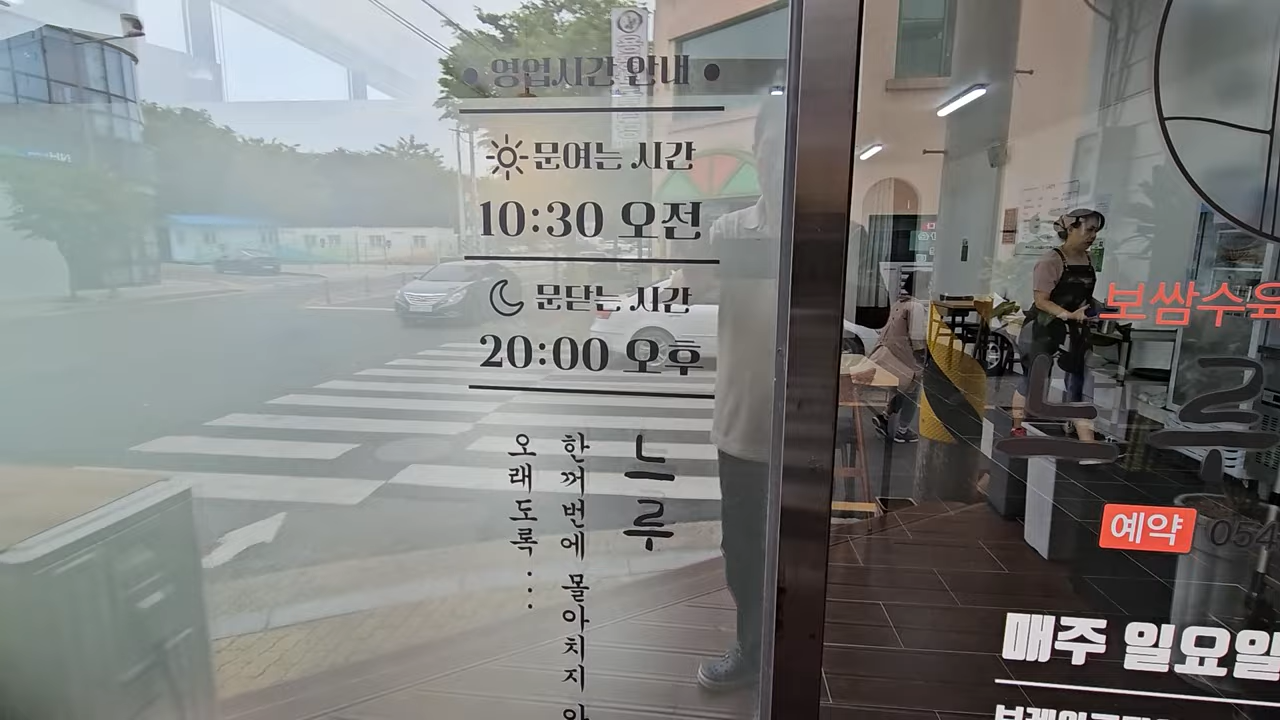 영업시간 안내
문여는 시간
10:30 오전
문닫는 시간
20:00 오후
느루
한꺼번에 몰아치지
오래도록 ...
보쌈수육
느루
예약 054
매주 일요일